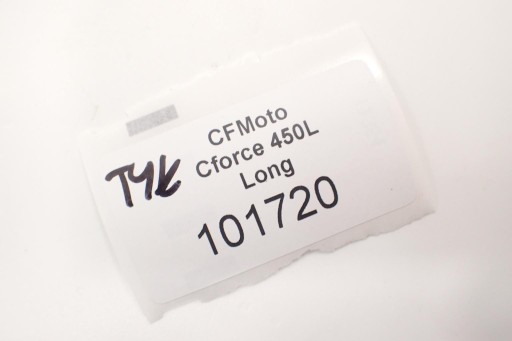 CFMoto
Cforce 450L
Long
TYŁ
101720